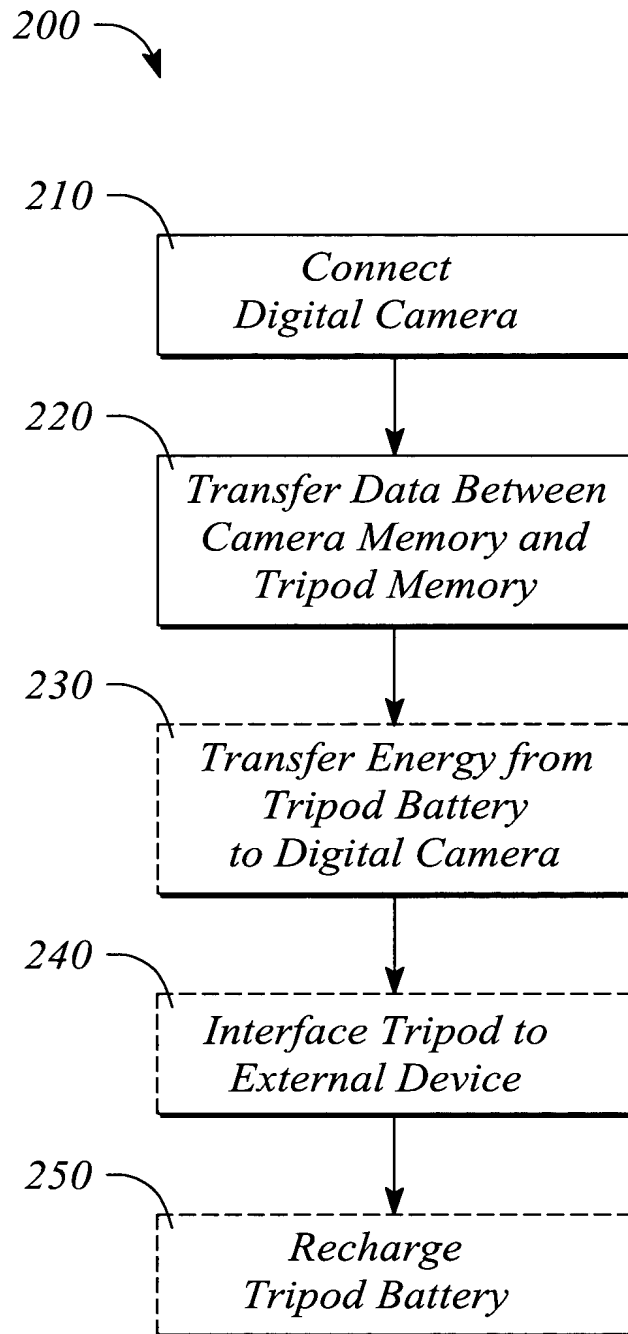 200
210
Connect
Digital Camera
220
Transfer Data Between
Camera Memory and
Tripod Memory
230
Transfer Energy from
Tripod Battery
to Digital Camera
240
Interface Tripod to
External Device
250
Recharge
Tripod Battery